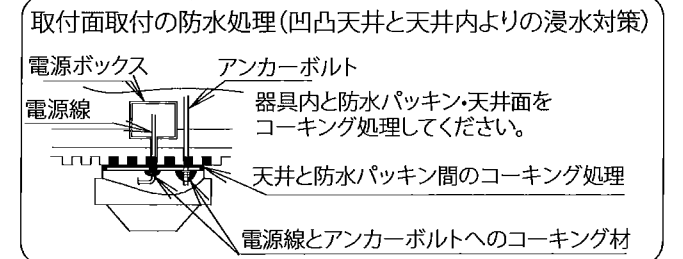 取付面取付の防水処理(凹凸天井と天井内よりの浸水対策)
電源ボックス
アンカーボルト
電源線
器具内と防水パッキン・天井面を
コーキング処理してください。
天井と防水パッキン間のコーキング処理
電源線とアンカーボルトへのコーキング材